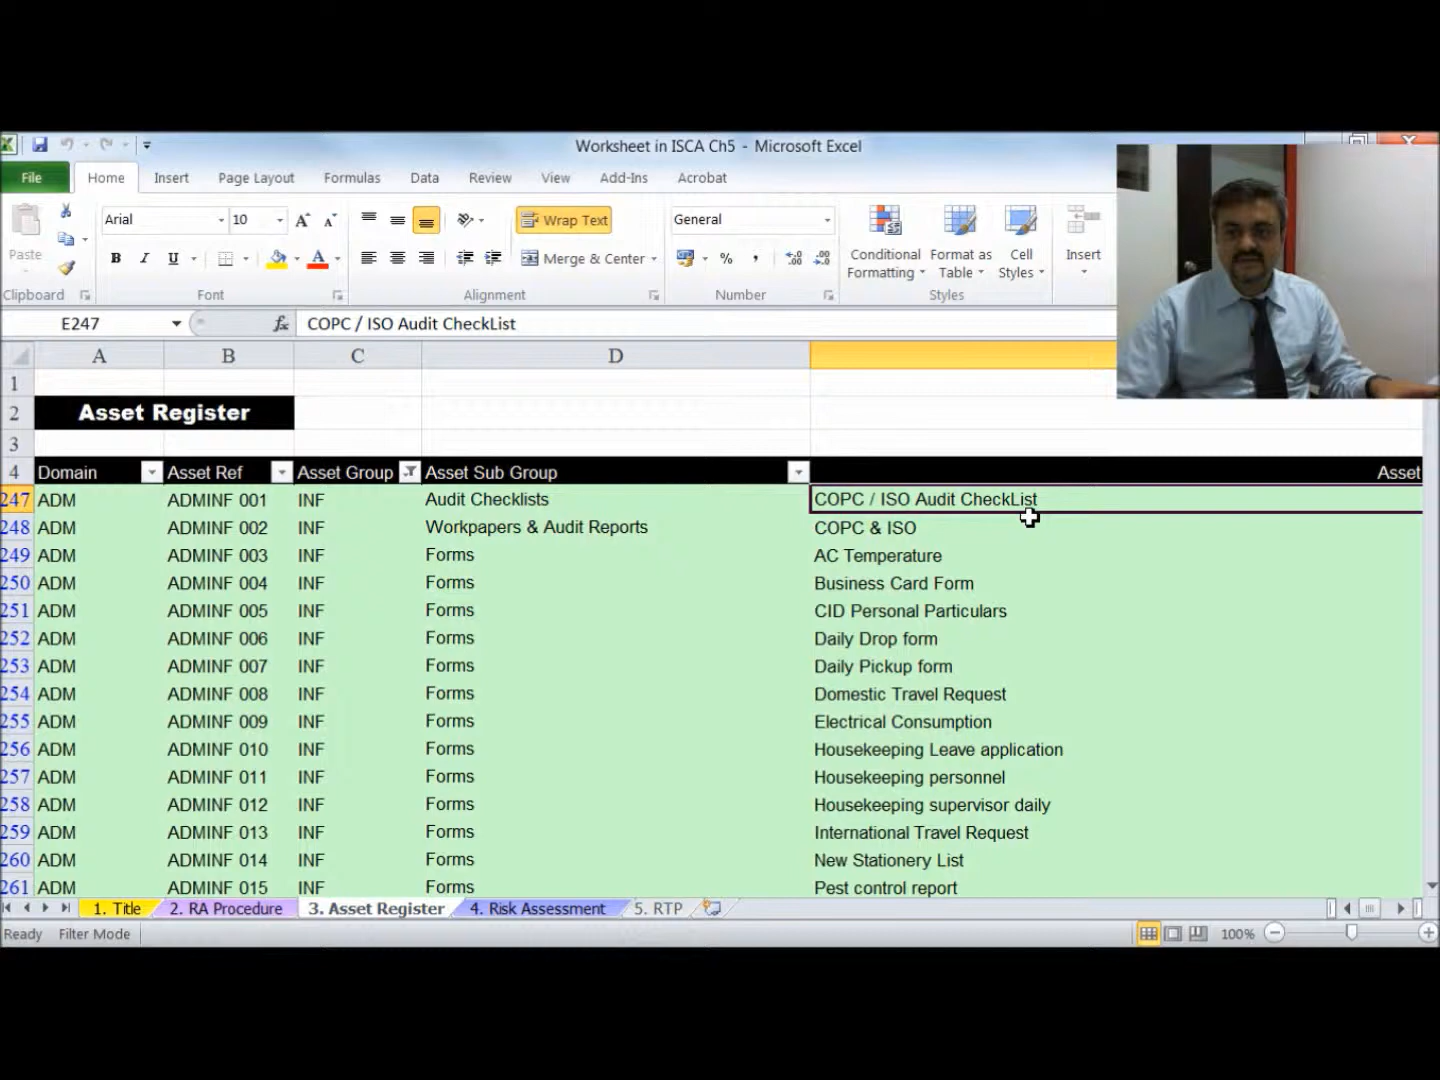 Worksheet in ISCA Ch5 - Microsoft Excel
File Home Insert Page Layout Formulas Data Review View Add-Ins Acrobat
Paste
Arial 10
Wrap Text
General
B I U
Merge & Center
% ,
Conditional Formatting
Format as Table
Cell Styles
Insert
Clipboard Font Alignment Number Styles
E247 fx COPC / ISO Audit CheckList
A B C D
1
2 Asset Register
3
4 Domain Asset Ref Asset Group Asset Sub Group Asset
247 ADM ADMINF 001 INF Audit Checklists COPC / ISO Audit CheckList
248 ADM ADMINF 002 INF Workpapers & Audit Reports COPC & ISO
249 ADM ADMINF 003 INF Forms AC Temperature
250 ADM ADMINF 004 INF Forms Business Card Form
251 ADM ADMINF 005 INF Forms CID Personal Particulars
252 ADM ADMINF 006 INF Forms Daily Drop form
253 ADM ADMINF 007 INF Forms Daily Pickup form
254 ADM ADMINF 008 INF Forms Domestic Travel Request
255 ADM ADMINF 009 INF Forms Electrical Consumption
256 ADM ADMINF 010 INF Forms Housekeeping Leave application
257 ADM ADMINF 011 INF Forms Housekeeping personnel
258 ADM ADMINF 012 INF Forms Housekeeping supervisor daily
259 ADM ADMINF 013 INF Forms International Travel Request
260 ADM ADMINF 014 INF Forms New Stationery List
261 ADM ADMINF 015 INF Forms Pest control report
1. Title 2. RA Procedure 3. Asset Register 4. Risk Assessment 5. RTP
Ready Filter Mode 100%